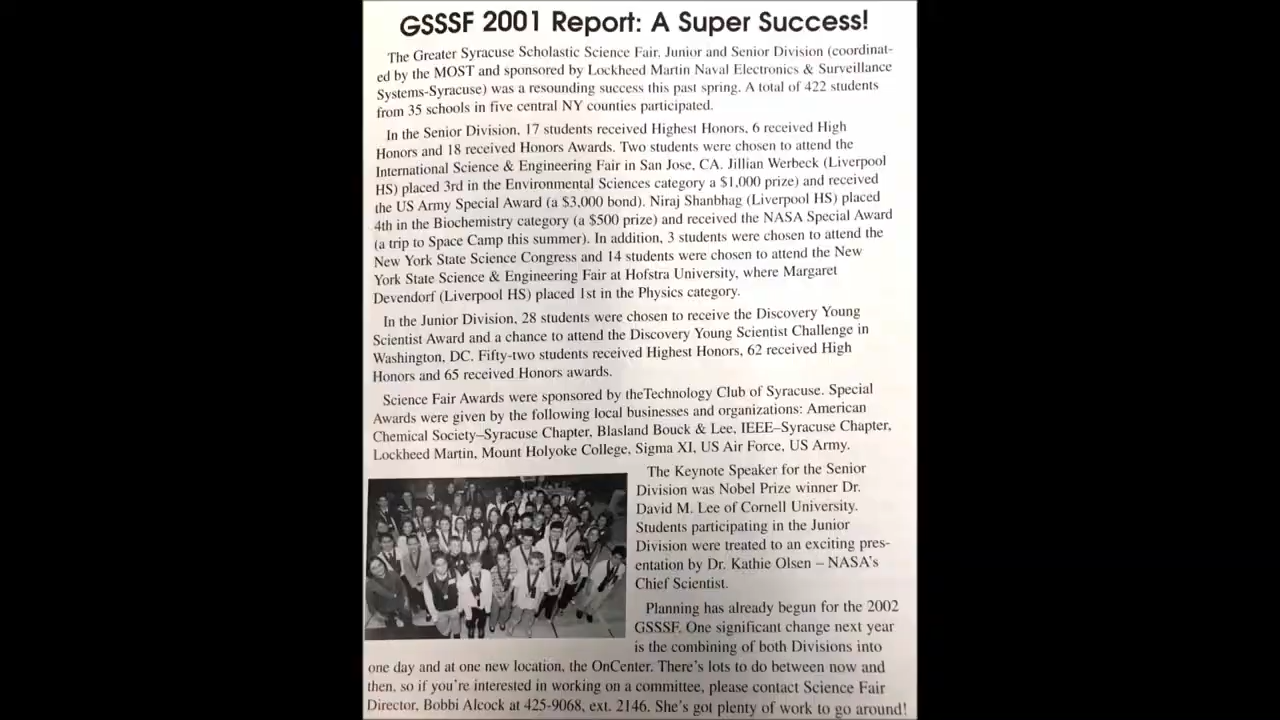 GSSSF 2001 Report: A Super Success!
The Greater Syracuse Scholastic Science Fair, Junior and Senior Division (coordinat-
ed by the MOST and sponsored by Lockheed Martin Naval Electronics & Surveillance
Systems-Syracuse) was a resounding success this past spring. A total of 422 students
from 35 schools in five central NY counties participated.
In the Senior Division, 17 students received Highest Honors, 6 received High
Honors and 18 received Honors Awards. Two students were chosen to attend the
International Science & Engineering Fair in San Jose, CA. Jillian Werbeck (Liverpool
HS) placed 3rd in the Environmental Sciences category a $1,000 prize) and received
the US Army Special Award (a $3,000 bond). Niraj Shanbhag (Liverpool HS) placed
4th in the Biochemistry category (a $500 prize) and received the NASA Special Award
(a trip to Space Camp this summer). In addition, 3 students were chosen to attend the
New York State Science Congress and 14 students were chosen to attend the New
York State Science & Engineering Fair at Hofstra University, where Margaret
Devendorf (Liverpool HS) placed 1st in the Physics category.
In the Junior Division, 28 students were chosen to receive the Discovery Young
Scientist Award and a chance to attend the Discovery Young Scientist Challenge in
Washington, DC. Fifty-two students received Highest Honors, 62 received High
Honors and 65 received Honors awards.
Science Fair Awards were sponsored by theTechnology Club of Syracuse. Special
Awards were given by the following local businesses and organizations: American
Chemical Society–Syracuse Chapter, Blasland Bouck & Lee, IEEE–Syracuse Chapter,
Lockheed Martin, Mount Holyoke College, Sigma XI, US Air Force, US Army.
The Keynote Speaker for the Senior
Division was Nobel Prize winner Dr.
David M. Lee of Cornell University.
Students participating in the Junior
Division were treated to an exciting pres-
entation by Dr. Kathie Olsen – NASA's
Chief Scientist.
Planning has already begun for the 2002
GSSSF. One significant change next year
is the combining of both Divisions into
one day and at one new location, the OnCenter. There's lots to do between now and
then, so if you're interested in working on a committee, please contact Science Fair
Director, Bobbi Alcock at 425-9068, ext. 2146. She's got plenty of work to go around!